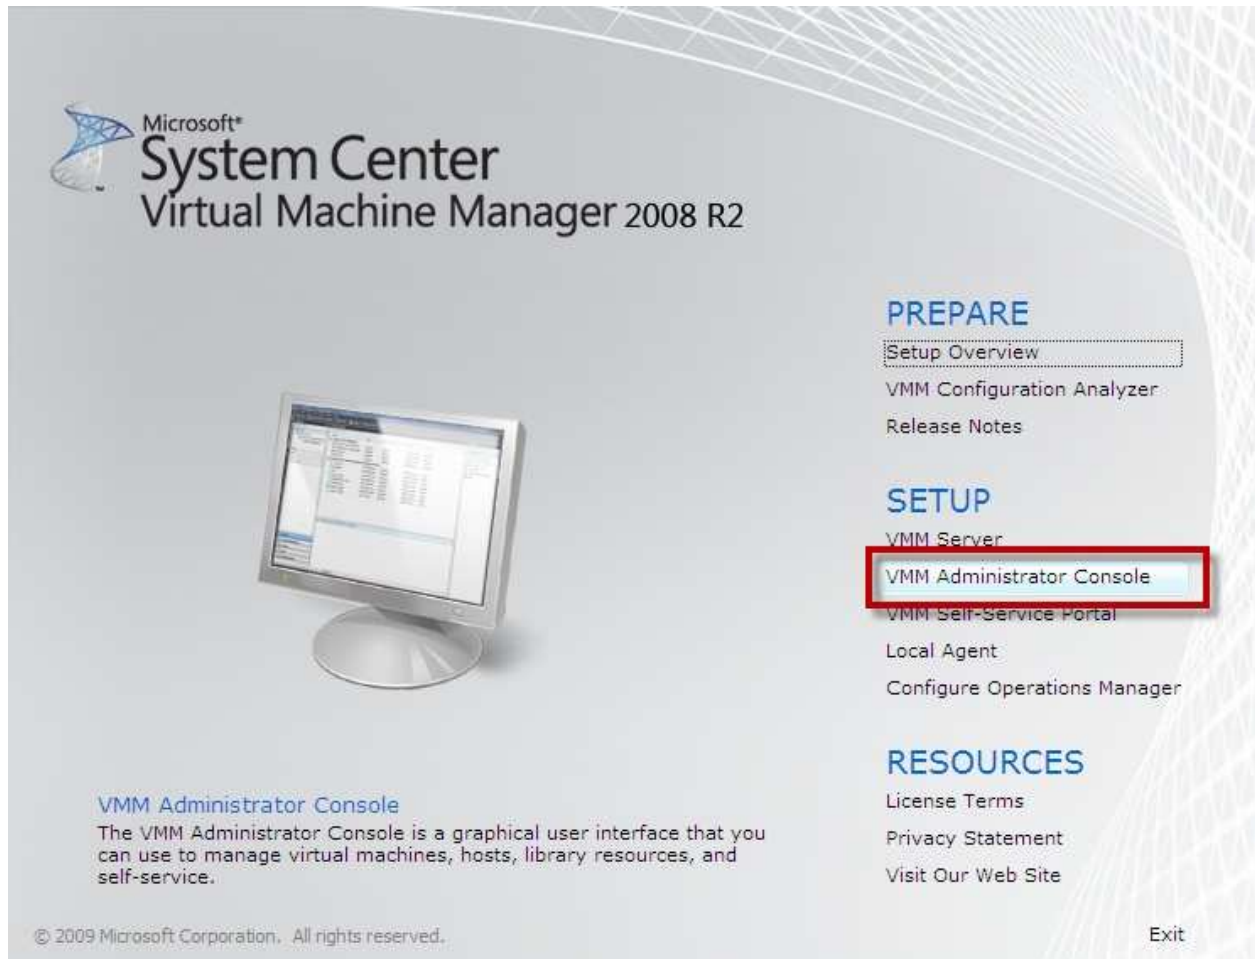 Microsoft®
System Center
Virtual Machine Manager 2008 R2
PREPARE
Setup Overview
VMM Configuration Analyzer
Release Notes
SETUP
VMM Server
VMM Administrator Console
VMM Self-Service Portal
Local Agent
Configure Operations Manager
RESOURCES
License Terms
Privacy Statement
Visit Our Web Site
VMM Administrator Console
The VMM Administrator Console is a graphical user interface that you
can use to manage virtual machines, hosts, library resources, and
self-service.
© 2009 Microsoft Corporation. All rights reserved.
Exit